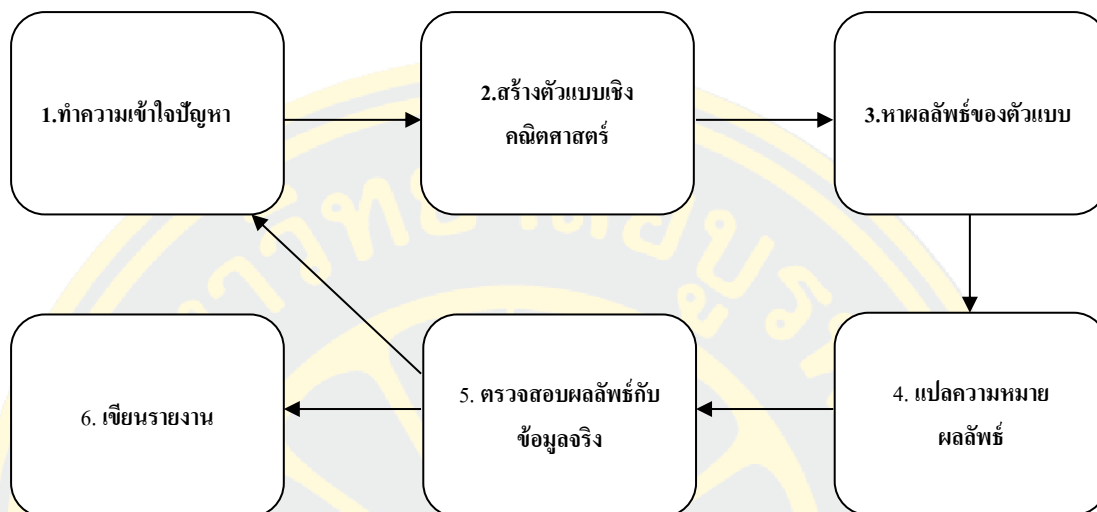 1.ทำความเข้าใจปัญหา
2.สร้างตัวแบบเชิง
คณิตศาสตร์
3.หาผลลัพธ์ของตัวแบบ
4. แปลความหมาย
ผลลัพธ์
5. ตรวจสอบผลลัพธ์กับ
ข้อมูลจริง
6. เขียนรายงาน